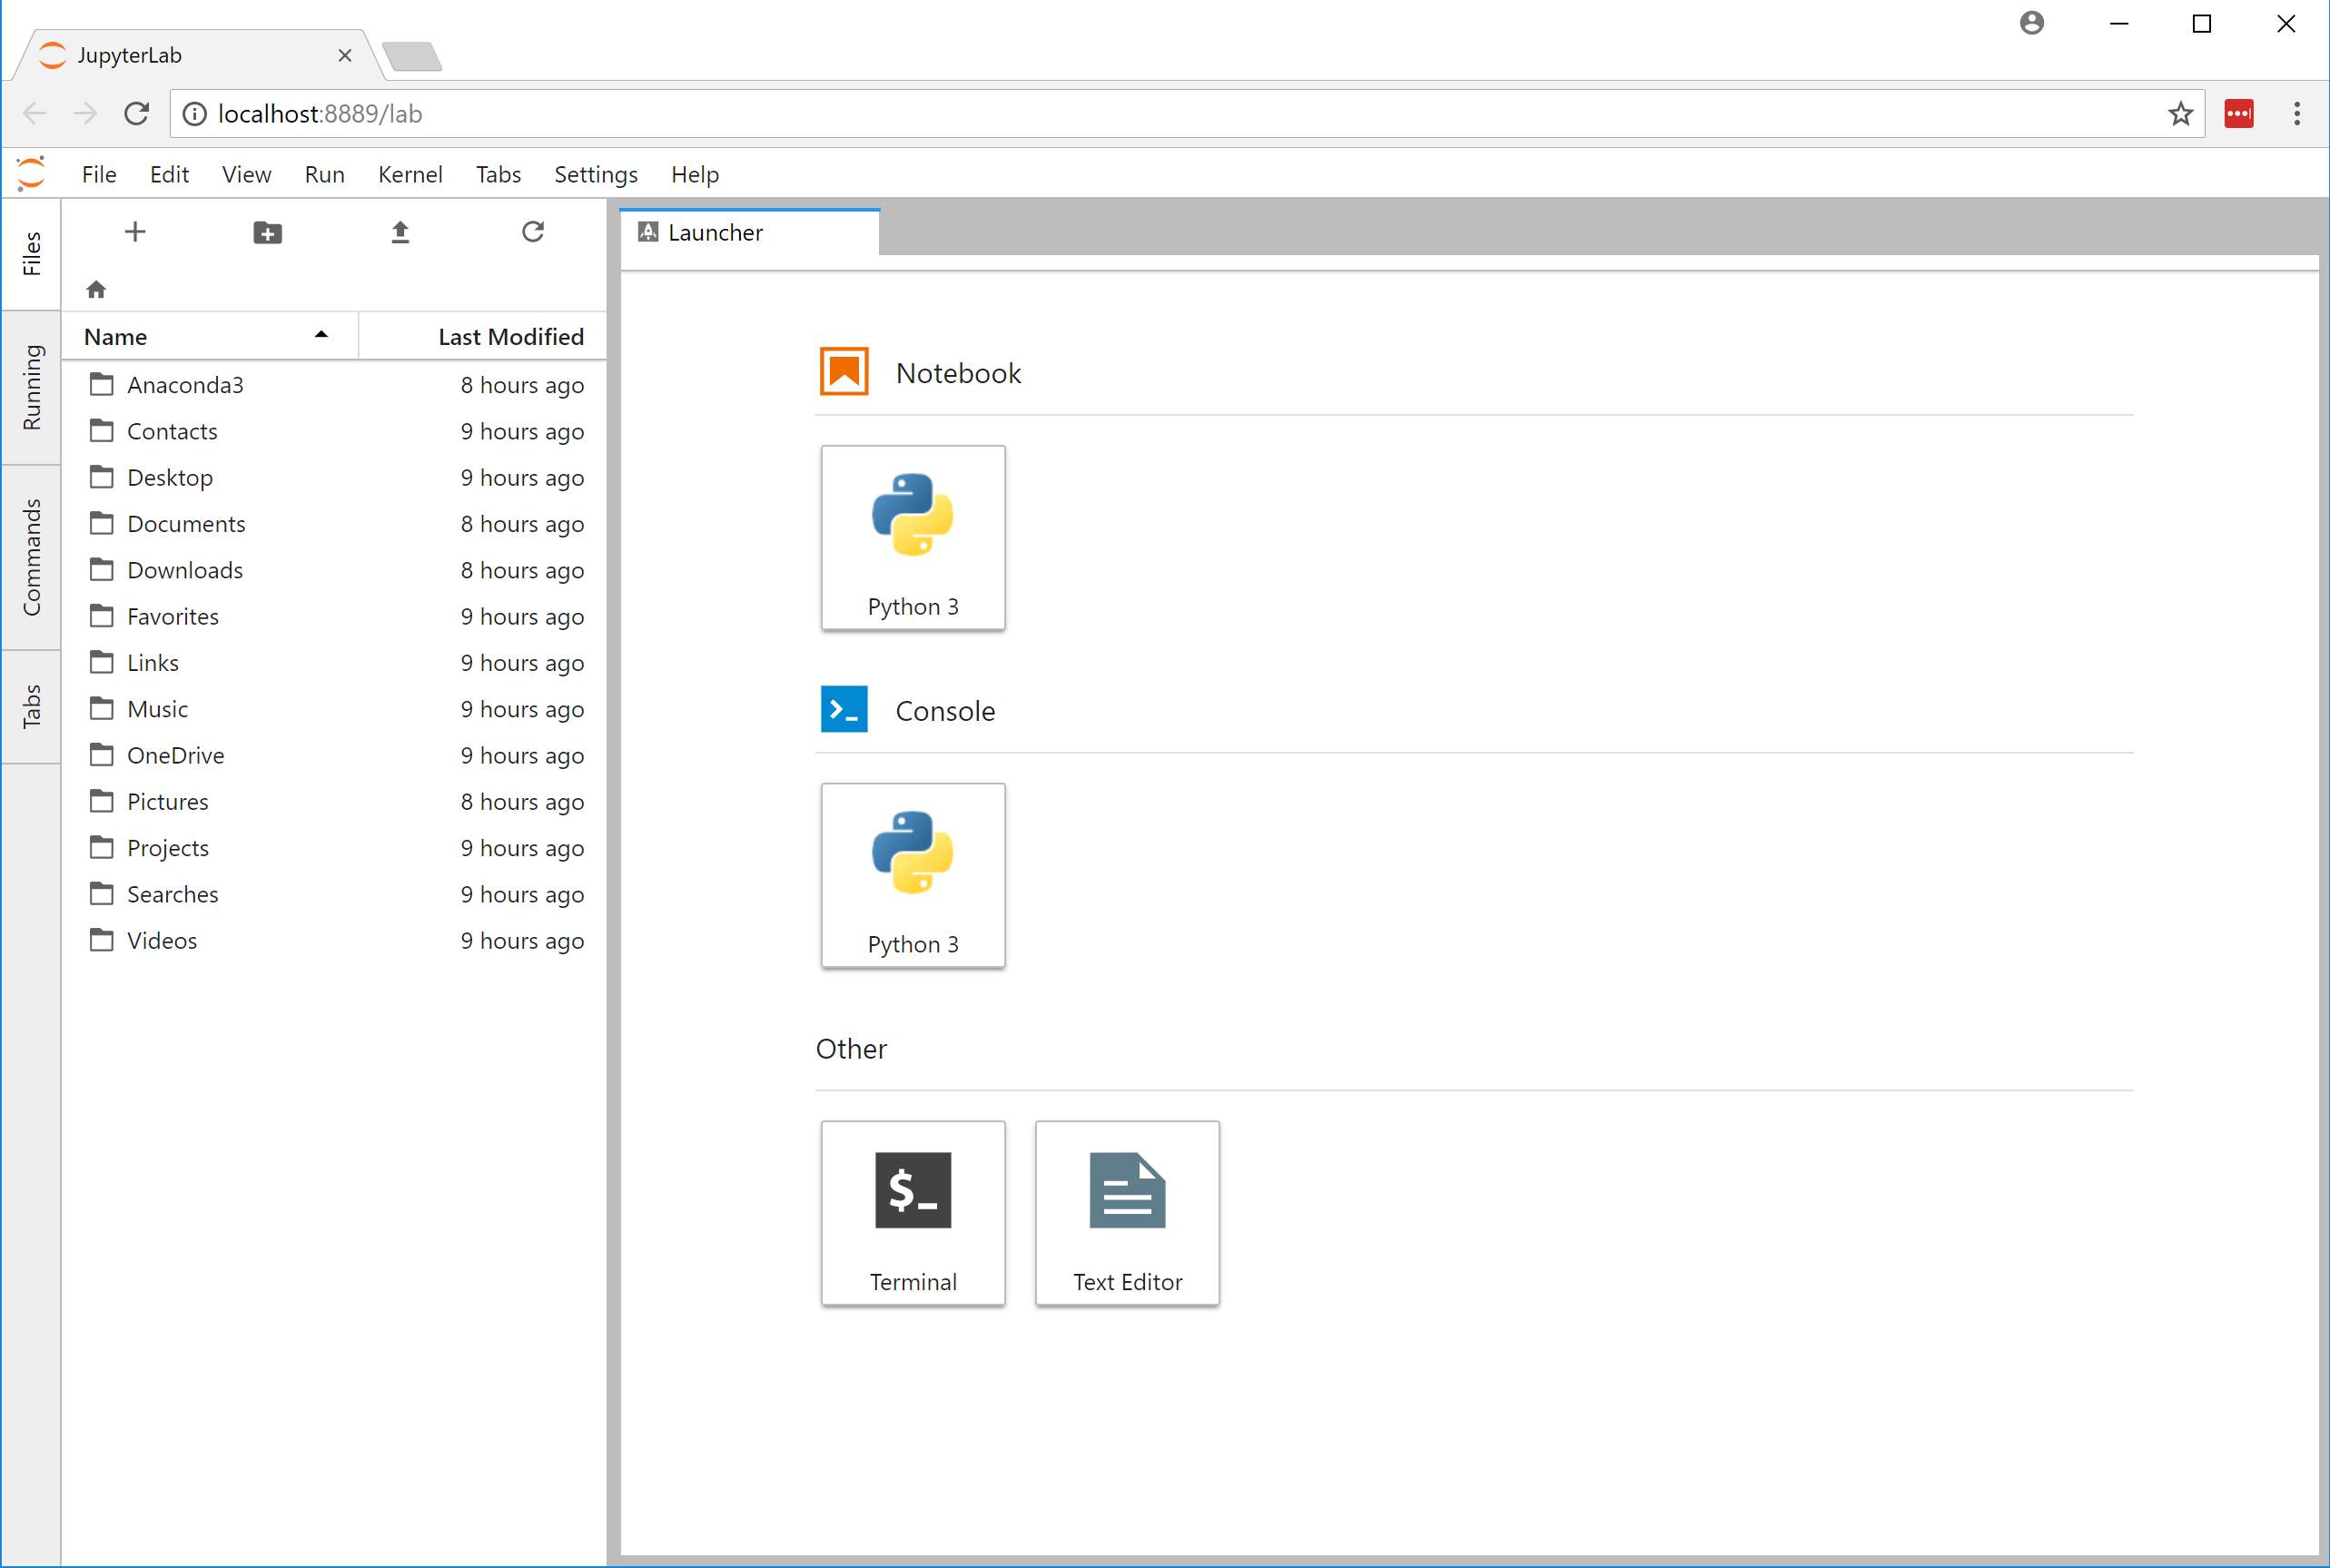 JupyterLab
localhost:8889/lab
File Edit View Run Kernel Tabs Settings Help
Files
Running
Commands
Tabs
Name Last Modified
Anaconda3 8 hours ago
Contacts 9 hours ago
Desktop 9 hours ago
Documents 8 hours ago
Downloads 8 hours ago
Favorites 9 hours ago
Links 9 hours ago
Music 9 hours ago
OneDrive 9 hours ago
Pictures 8 hours ago
Projects 9 hours ago
Searches 9 hours ago
Videos 9 hours ago
Launcher
Notebook
Python 3
Console
Python 3
Other
$_
Terminal Text Editor